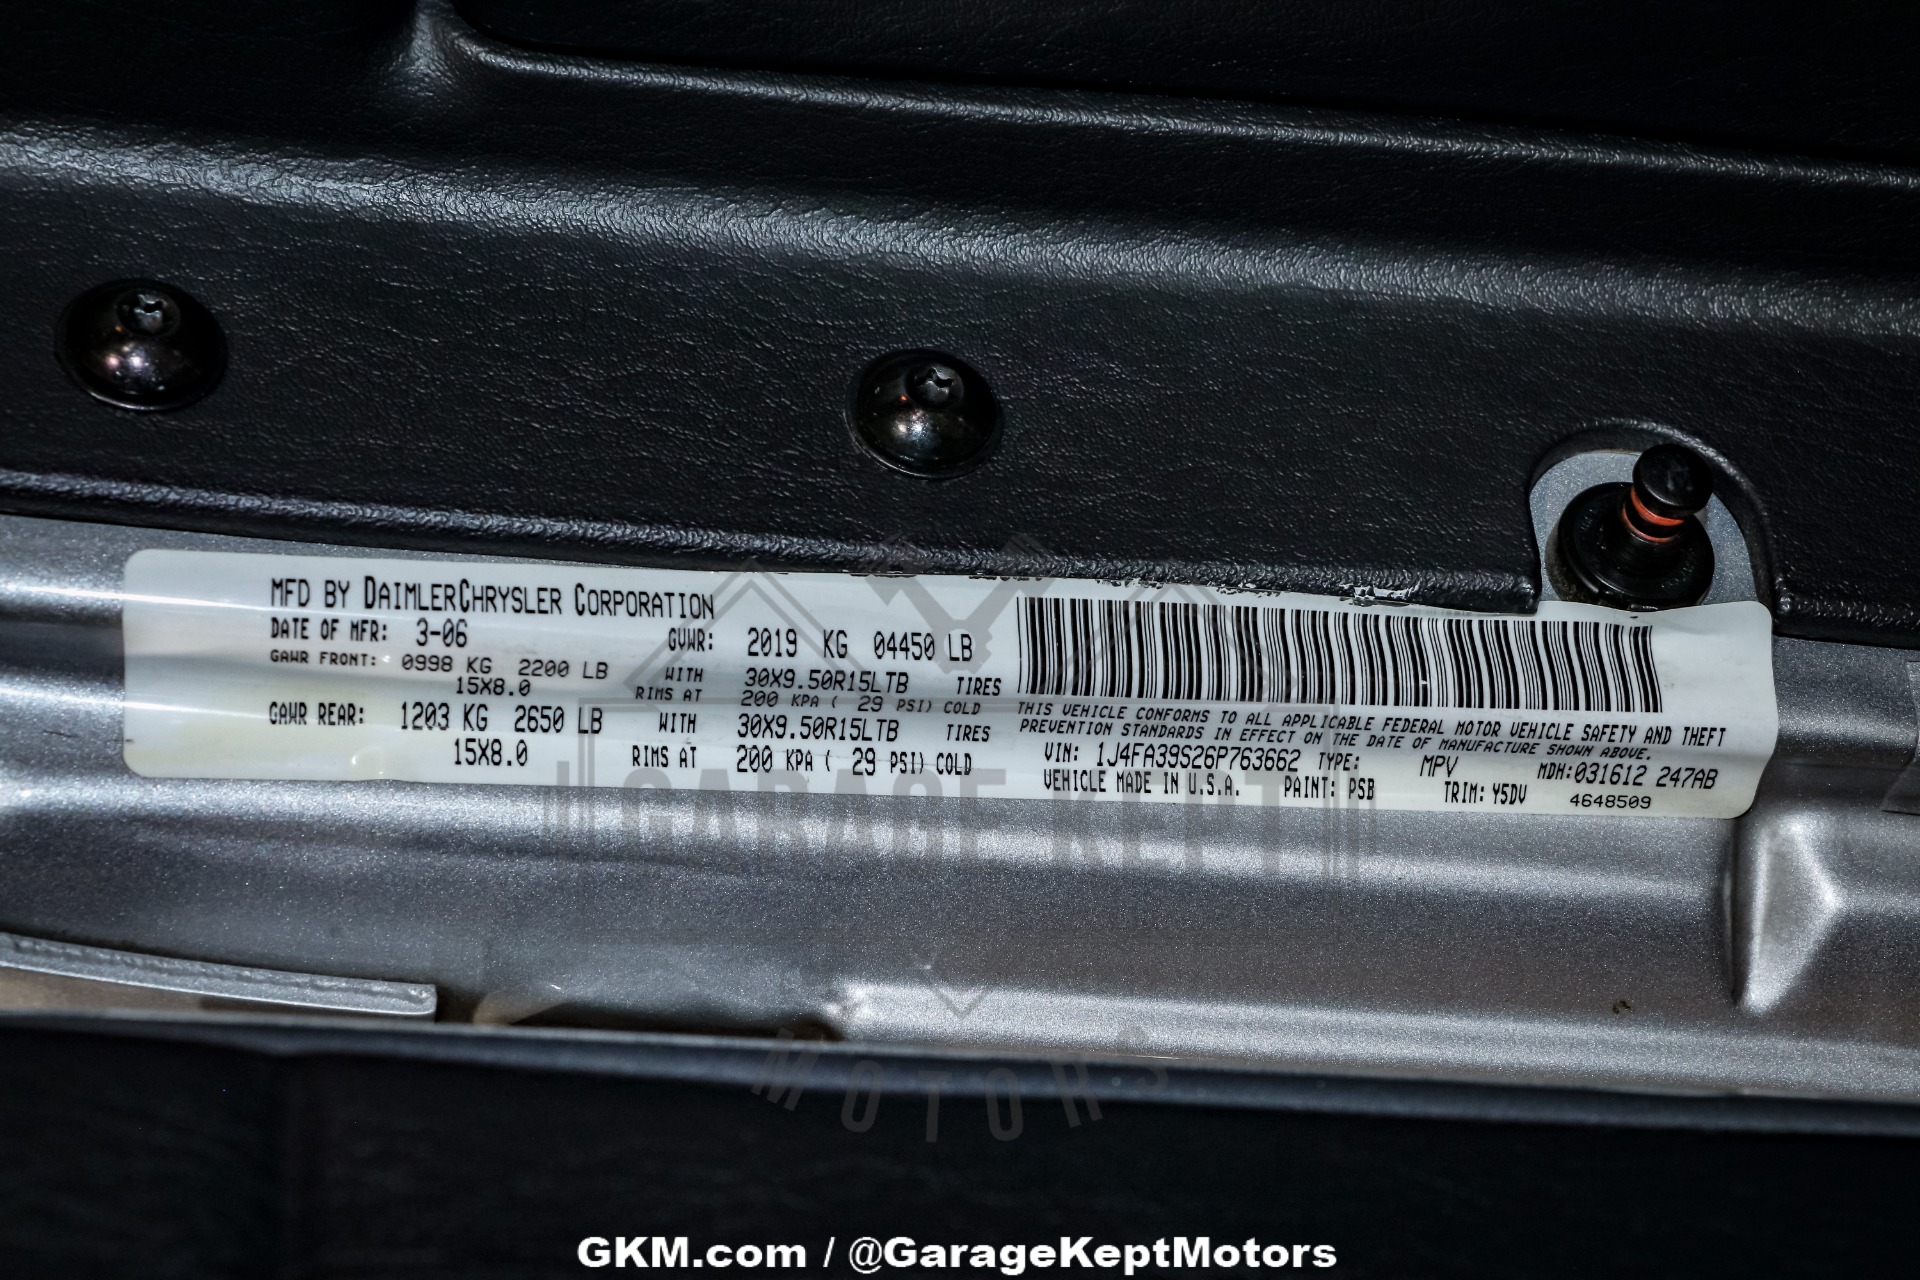 MFD BY DAIMLERCHRYSLER CORPORATION
DATE OF MFR: 3-06 GVWR: 2019 KG 04450 LB
GAWR FRONT: 0998 KG 2200 LB WITH 30X9.50R15LTB TIRES
15X8.0 RIMS AT 200 KPA ( 29 PSI) COLD
GAWR REAR: 1203 KG 2650 LB WITH 30X9.50R15LTB TIRES
15X8.0 RIMS AT 200 KPA ( 29 PSI) COLD
THIS VEHICLE CONFORMS TO ALL APPLICABLE FEDERAL MOTOR VEHICLE SAFETY AND THEFT
PREVENTION STANDARDS IN EFFECT ON THE DATE OF MANUFACTURE SHOWN ABOVE.
VIN: 1J4FA39S26P763662 TYPE: MPV MDH:031612 247AB
VEHICLE MADE IN U.S.A. PAINT: PSB TRIM: Y5DV 4648509
GARAGE KEPT
MOTORS
GKM.com / @GarageKeptMotors